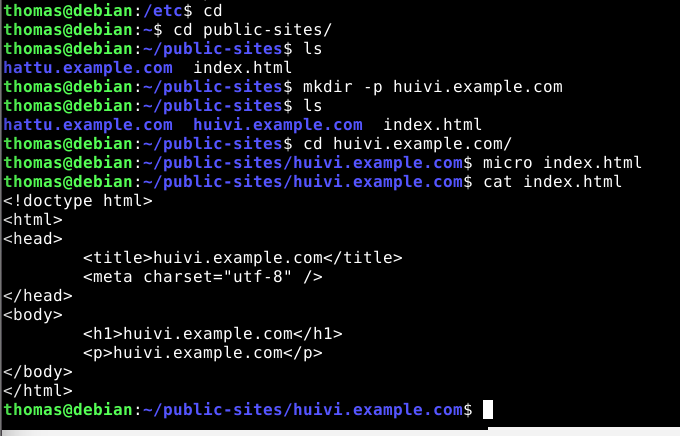 thomas@debian:/etc$ cd
thomas@debian:~$ cd public-sites/
thomas@debian:~/public-sites$ ls
hattu.example.com  index.html
thomas@debian:~/public-sites$ mkdir -p huivi.example.com
thomas@debian:~/public-sites$ ls
hattu.example.com  huivi.example.com  index.html
thomas@debian:~/public-sites$ cd huivi.example.com/
thomas@debian:~/public-sites/huivi.example.com$ micro index.html
thomas@debian:~/public-sites/huivi.example.com$ cat index.html
<!doctype html>
<html>
<head>
        <title>huivi.example.com</title>
        <meta charset="utf-8" />
</head>
<body>
        <h1>huivi.example.com</h1>
        <p>huivi.example.com</p>
</body>
</html>
thomas@debian:~/public-sites/huivi.example.com$